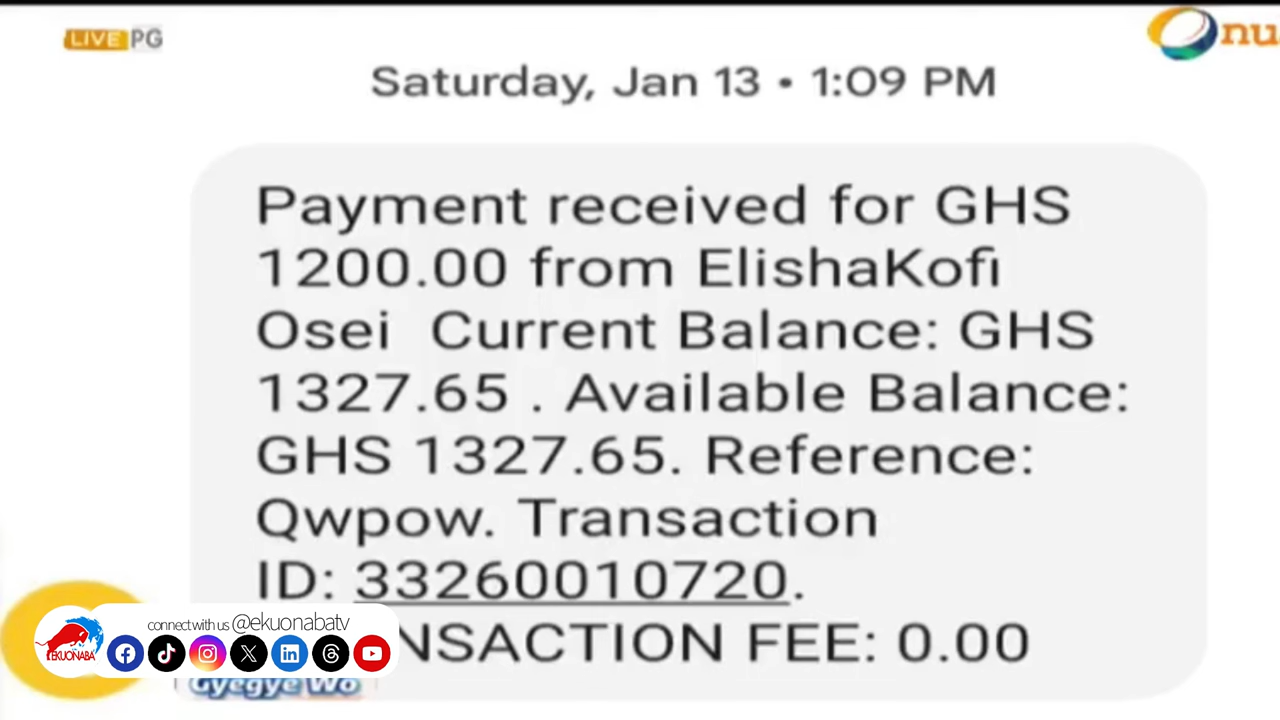 LIVE PG
nu
Saturday, Jan 13 • 1:09 PM
Payment received for GHS
1200.00 from ElishaKofi
Osei Current Balance: GHS
1327.65 . Available Balance:
GHS 1327.65. Reference:
Qwpow. Transaction
ID: 33260010720.
NSACTION FEE: 0.00
connect with us @ekuonabatv
EKUONABA
Gyegye Wo